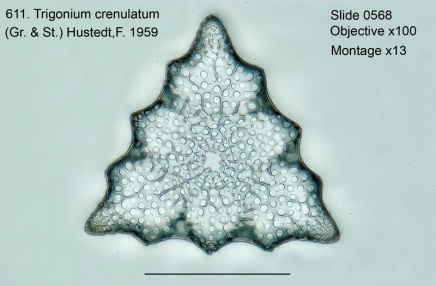 611. Trigonium crenulatum
(Gr. & St.) Hustedt,F. 1959
Slide 0568
Objective x100
Montage x13